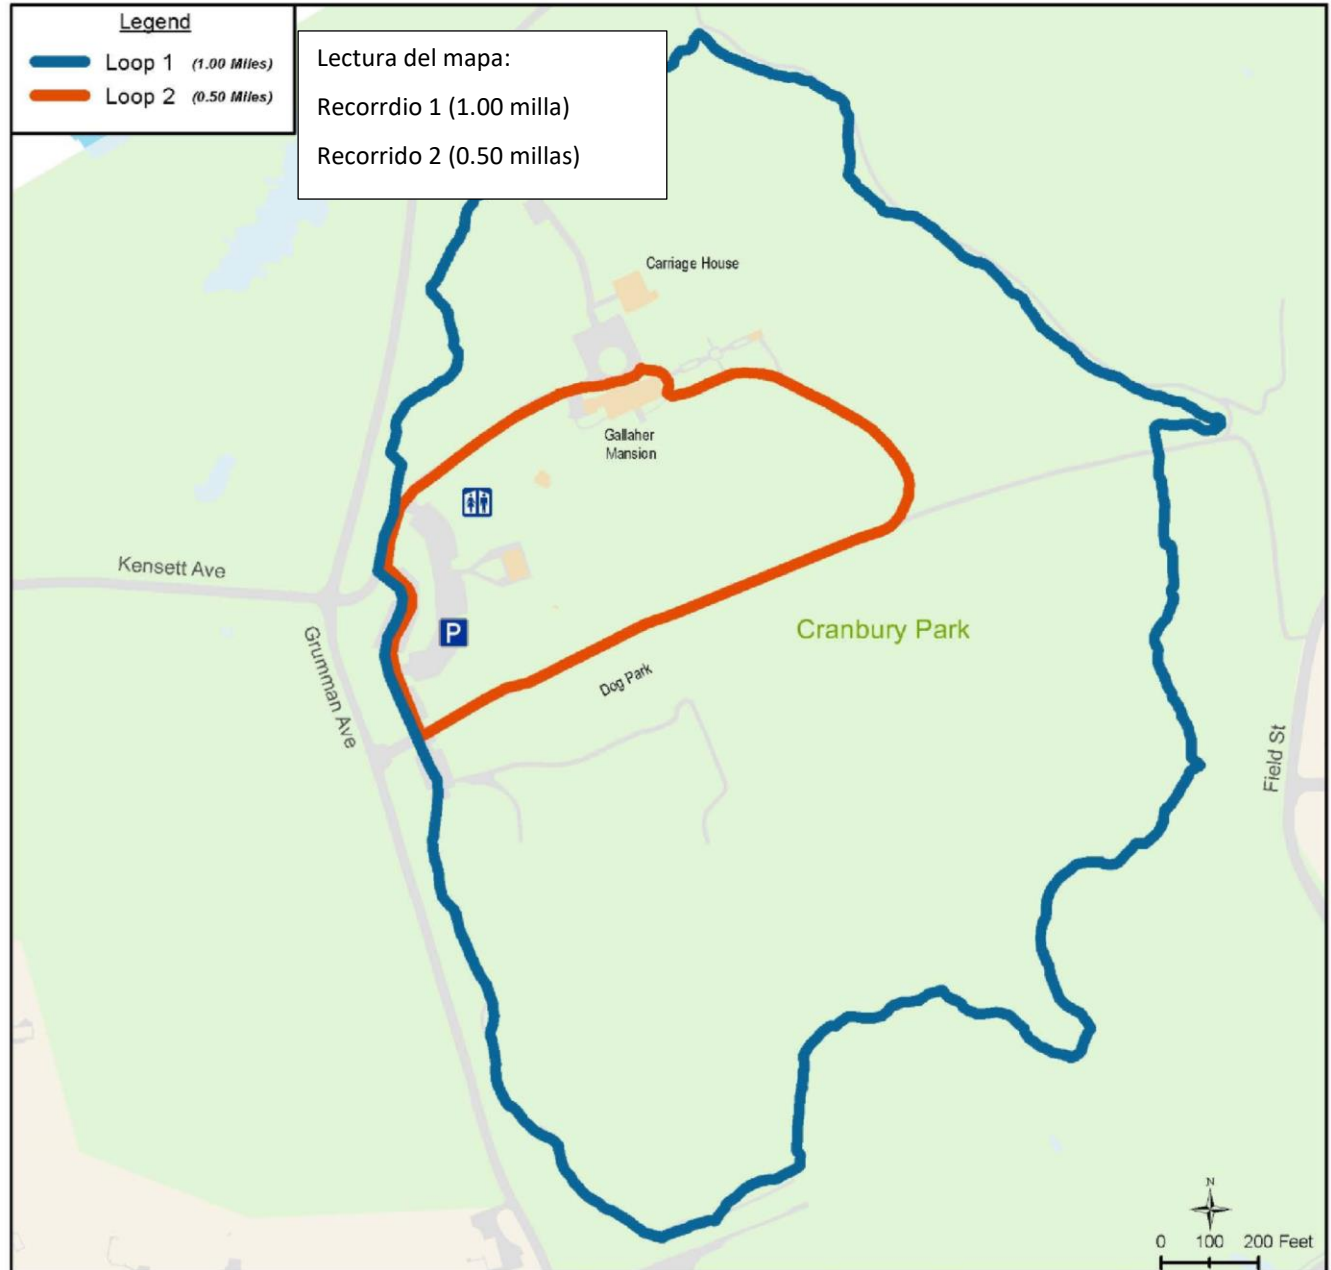 Legend
Loop 1 (1.00 Miles)
Loop 2 (0.50 Miles)
Lectura del mapa:
Recorrdio 1 (1.00 milla)
Recorrido 2 (0.50 millas)
Carriage House
Gallaher
Mansion
Kensett Ave
P
Cranbury Park
Grumman Ave
Dog Park
Field St
N
0 100 200 Feet